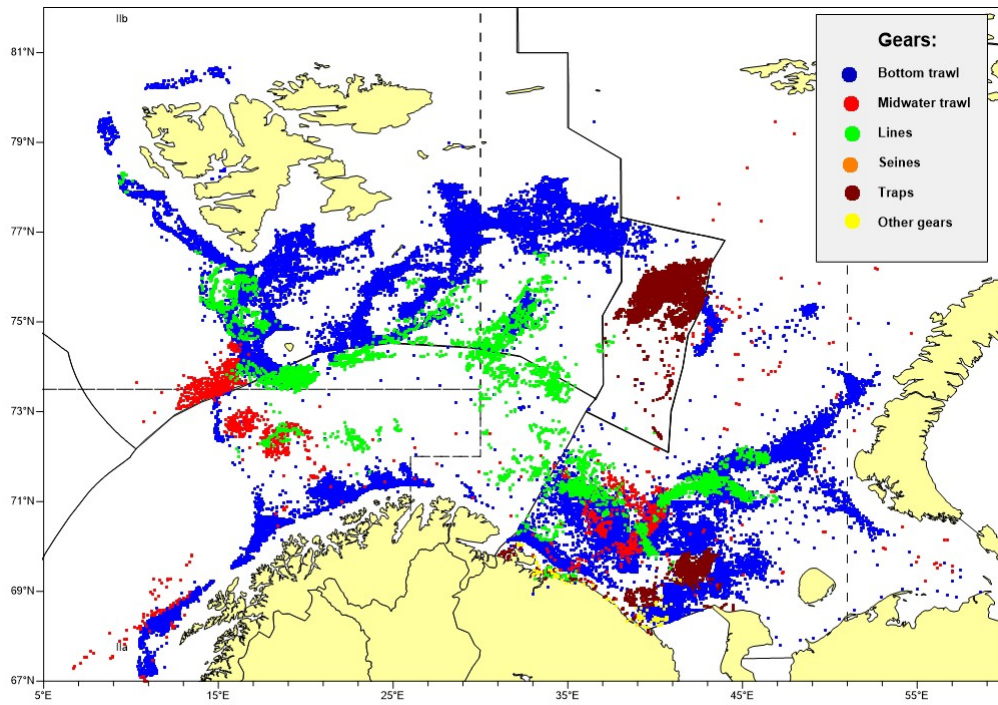 IIb
81°N
79°N
77°N
75°N
73°N
71°N
69°N
67°N
IIa
5°E 15°E 25°E 35°E 45°E 55°E
Gears:
Bottom trawl
Midwater trawl
Lines
Seines
Traps
Other gears